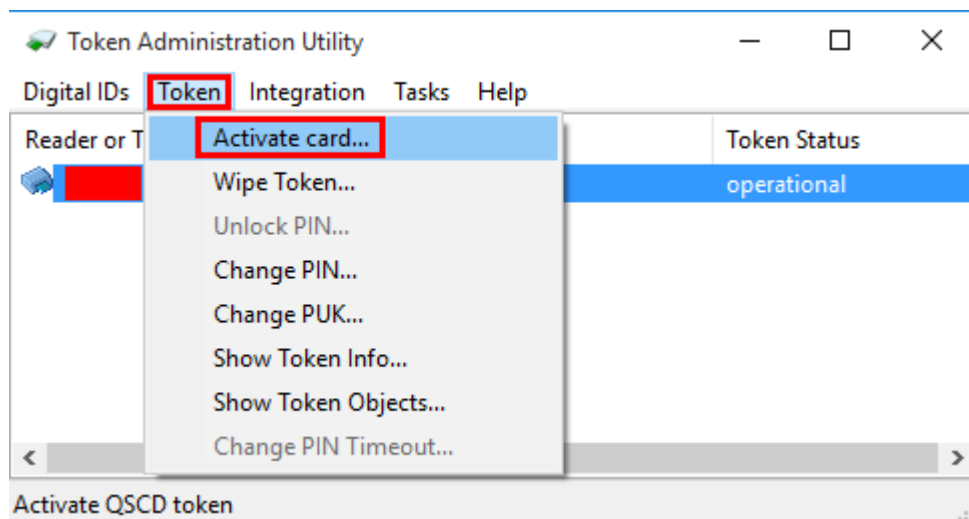 Token Administration Utility
Digital IDs Token Integration Tasks Help
Reader or T
Token Status
operational
Activate card...
Wipe Token...
Unlock PIN...
Change PIN...
Change PUK...
Show Token Info...
Show Token Objects...
Change PIN Timeout...
Activate QSCD token